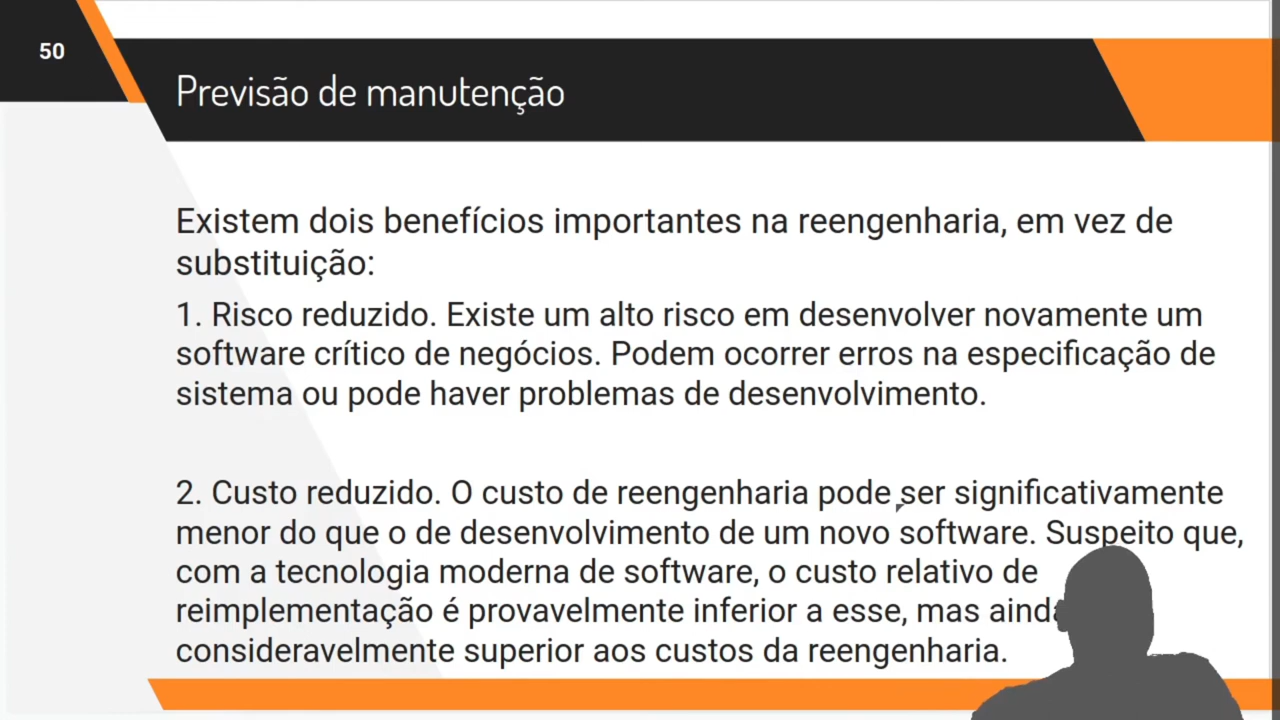 50
Previsão de manutenção
Existem dois benefícios importantes na reengenharia, em vez de
substituição:
1. Risco reduzido. Existe um alto risco em desenvolver novamente um
software crítico de negócios. Podem ocorrer erros na especificação de
sistema ou pode haver problemas de desenvolvimento.
2. Custo reduzido. O custo de reengenharia pode ser significativamente
menor do que o de desenvolvimento de um novo software. Suspeito que,
com a tecnologia moderna de software, o custo relativo de
reimplementação é provavelmente inferior a esse, mas ainda
consideravelmente superior aos custos da reengenharia.